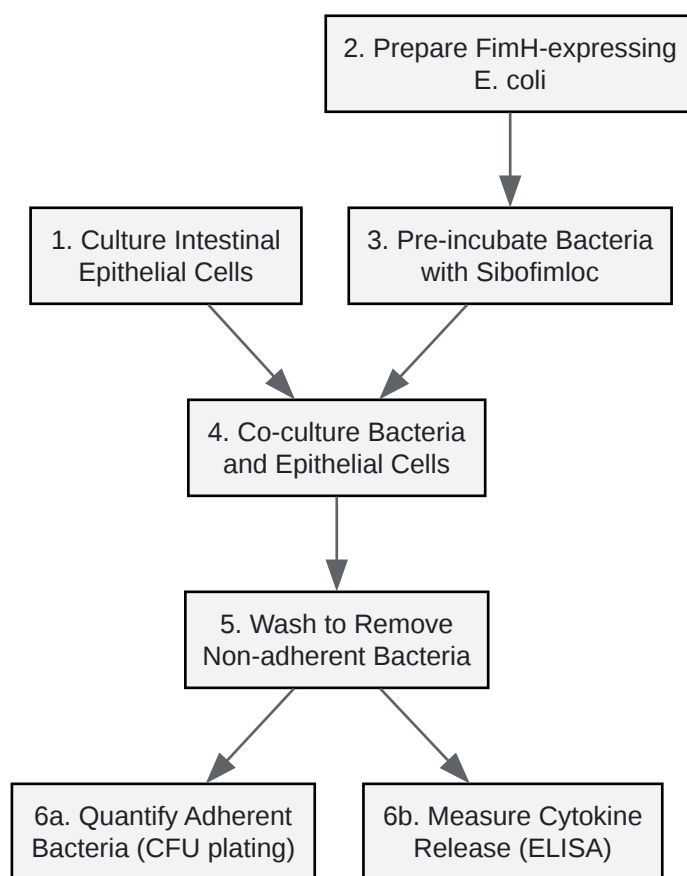 2. Prepare FimH-expressing
E. coli
1. Culture Intestinal
Epithelial Cells
3. Pre-incubate Bacteria
with Sibofimloc
4. Co-culture Bacteria
and Epithelial Cells
5. Wash to Remove
Non-adherent Bacteria
6a. Quantify Adherent
Bacteria (CFU plating)
6b. Measure Cytokine
Release (ELISA)